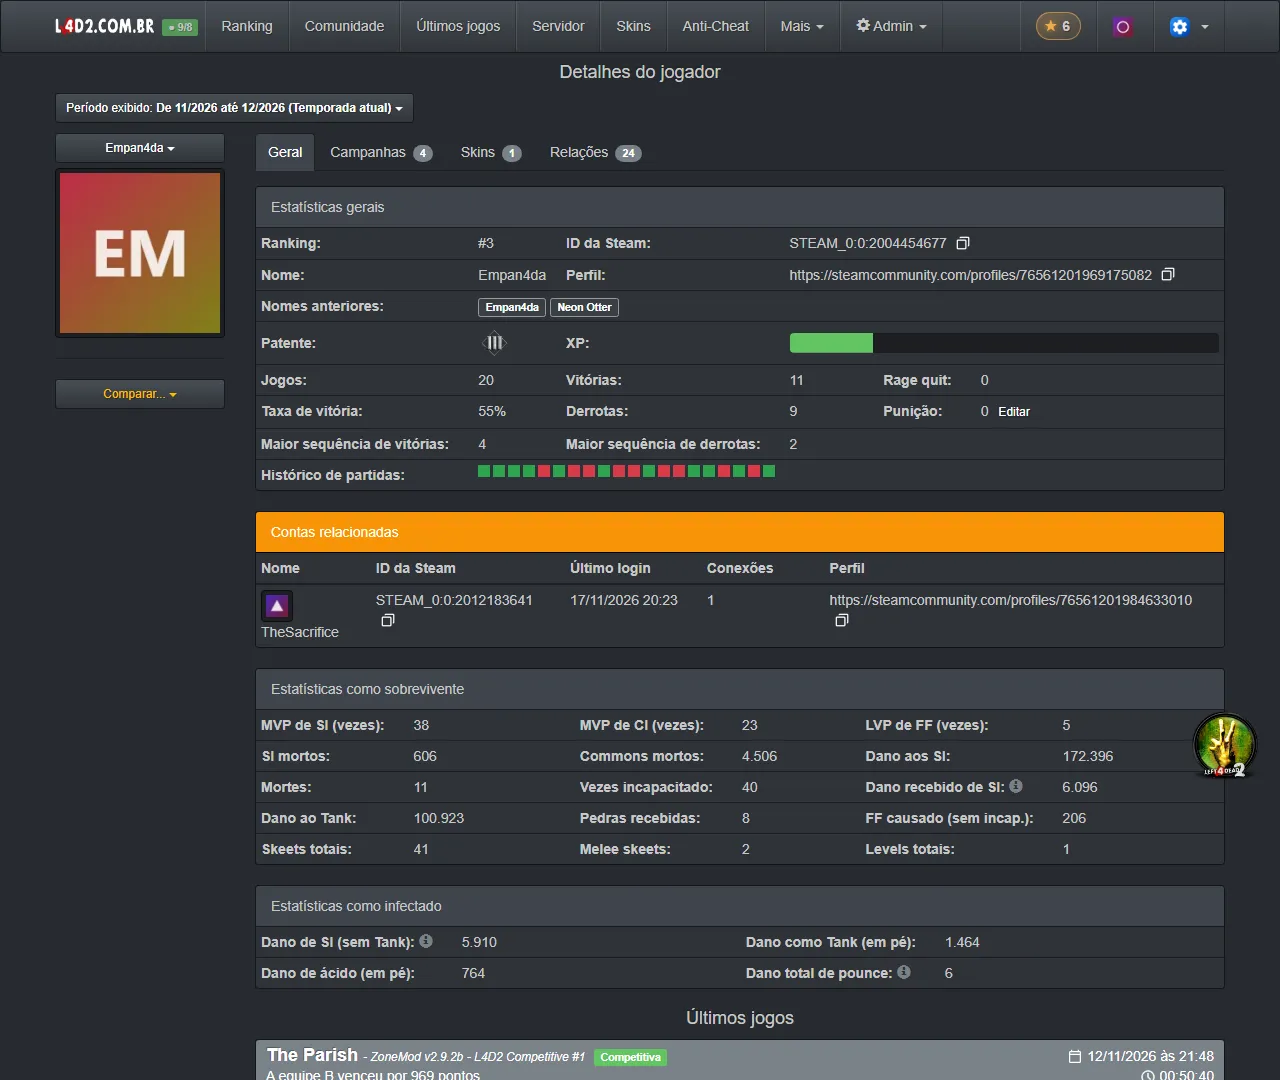 L4D2.COM.BR 9/8 Ranking Comunidade Últimos jogos Servidor Skins Anti-Cheat Mais Admin 6
Detalhes do jogador
Período exibido: De 11/2026 até 12/2026 (Temporada atual)
Empan4da
EM
Comparar...
Geral Campanhas 4 Skins 1 Relações 24
Estatísticas gerais
Ranking: #3 ID da Steam: STEAM_0:0:2004454677
Nome: Empan4da Perfil: https://steamcommunity.com/profiles/76561201969175082
Nomes anteriores: Empan4da Neon Otter
Patente: XP:
Jogos: 20 Vitórias: 11 Rage quit: 0
Taxa de vitória: 55% Derrotas: 9 Punição: 0 Editar
Maior sequência de vitórias: 4 Maior sequência de derrotas: 2
Histórico de partidas:
Contas relacionadas
Nome ID da Steam Último login Conexões Perfil
TheSacrifice STEAM_0:0:2012183641 17/11/2026 20:23 1 https://steamcommunity.com/profiles/76561201984633010
Estatísticas como sobrevivente
MVP de SI (vezes): 38 MVP de CI (vezes): 23 LVP de FF (vezes): 5
SI mortos: 606 Commons mortos: 4.506 Dano aos SI: 172.396
Mortes: 11 Vezes incapacitado: 40 Dano recebido de SI: 6.096
Dano ao Tank: 100.923 Pedras recebidas: 8 FF causado (sem incap.): 206
Skeets totais: 41 Melee skeets: 2 Levels totais: 1
LEFT 4 DEAD 2
Estatísticas como infectado
Dano de SI (sem Tank): 5.910 Dano como Tank (em pé): 1.464
Dano de ácido (em pé): 764 Dano total de pounce: 6
Últimos jogos
The Parish - ZoneMod v2.9.2b - L4D2 Competitive #1 Competitiva 12/11/2026 às 21:48
A equipe B venceu por 969 pontos 00:50:40